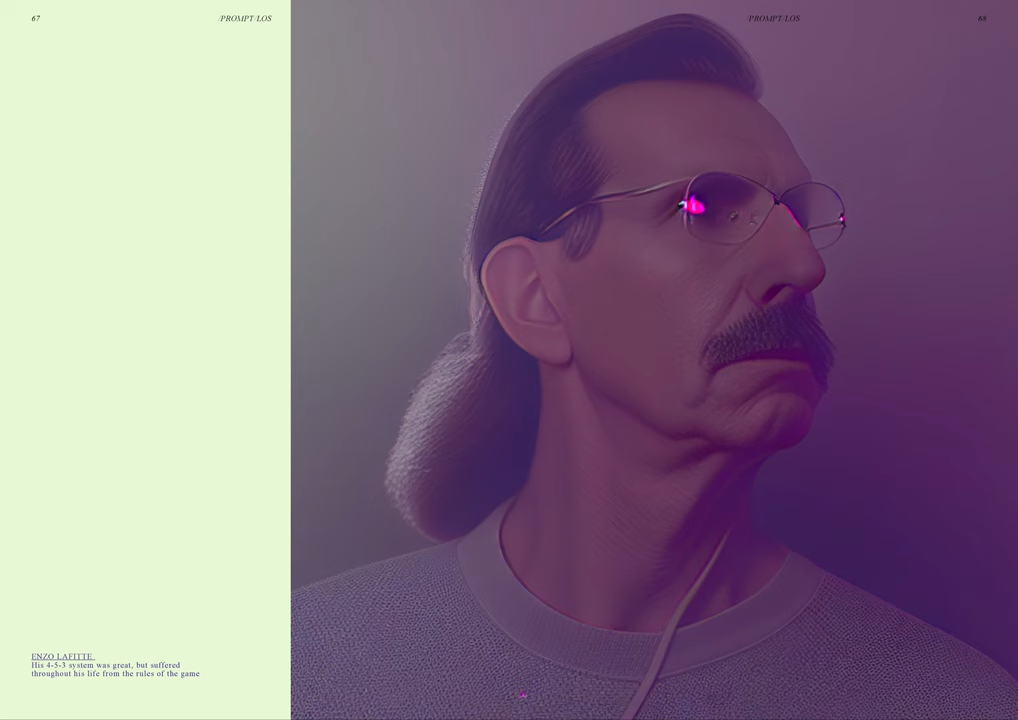 67
/PROMPT/LOS
/PROMPT/LOS
68
ENZO LAFITTE
His 4-5-3 system was great, but suffered
throughout his life from the rules of the game